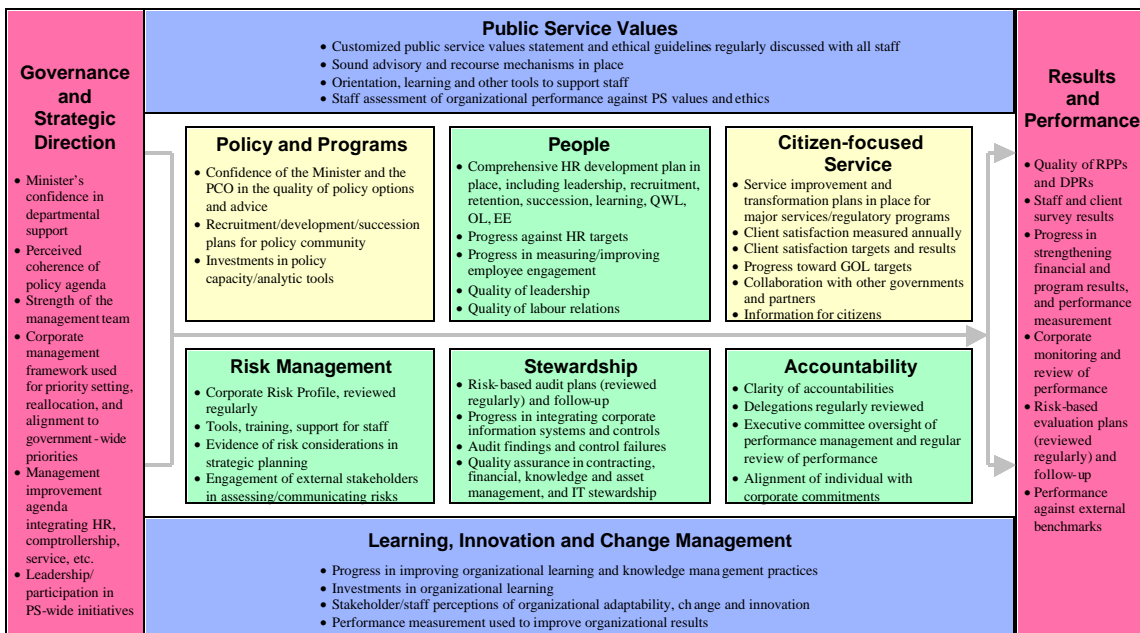 Public Service Values
• Customized public service values statement and ethical guidelines regularly discussed with all staff
• Sound advisory and recourse mechanisms in place
• Orientation, learning and other tools to support staff
• Staff assessment of organizational performance against PS values and ethics
Governance
and
Strategic
Direction
• Minister's
confidence in
departmental
support
• Perceived
coherence of
policy agenda
• Strength of the
management team
• Corporate
management
framework used
for priority setting,
reallocation, and
alignment to
government-wide
priorities
• Management
improvement
agenda
integrating HR,
comptrollership,
service, etc.
• Leadership/
participation in
PS-wide initiatives
Policy and Programs
• Confidence of the Minister and the
PCO in the quality of policy options
and advice
• Recruitment/development/succession
plans for policy community
• Investments in policy
capacity/analytic tools
People
• Comprehensive HR development plan in
place, including leadership, recruitment,
retention, succession, learning, QWL,
OL, EE
• Progress against HR targets
• Progress in measuring/improving
employee engagement
• Quality of leadership
• Quality of labour relations
Citizen-focused
Service
• Service improvement and
transformation plans in place for
major services/regulatory programs
• Client satisfaction measured annually
• Client satisfaction targets and results
• Progress toward GOL targets
• Collaboration with other governments
and partners
• Information for citizens
Risk Management
• Corporate Risk Profile, reviewed
regularly
• Tools, training, support for staff
• Evidence of risk considerations in
strategic planning
• Engagement of external stakeholders
in assessing/communicating risks
Stewardship
• Risk-based audit plans (reviewed
regularly) and follow-up
• Progress in integrating corporate
information systems and controls
• Audit findings and control failures
• Quality assurance in contracting,
financial, knowledge and asset
management, and IT stewardship
Accountability
• Clarity of accountabilities
• Delegations regularly reviewed
• Executive committee oversight of
performance management and regular
review of performance
• Alignment of individual with
corporate commitments
Results
and
Performance
• Quality of RPPs
and DPRs
• Staff and client
survey results
• Progress in
strengthening
financial and
program results,
and performance
measurement
• Corporate
monitoring and
review of
performance
• Risk-based
evaluation plans
(reviewed
regularly) and
follow-up
• Performance
against external
benchmarks
Learning, Innovation and Change Management
• Progress in improving organizational learning and knowledge management practices
• Investments in organizational learning
• Stakeholder/staff perceptions of organizational adaptability, change and innovation
• Performance measurement used to improve organizational results